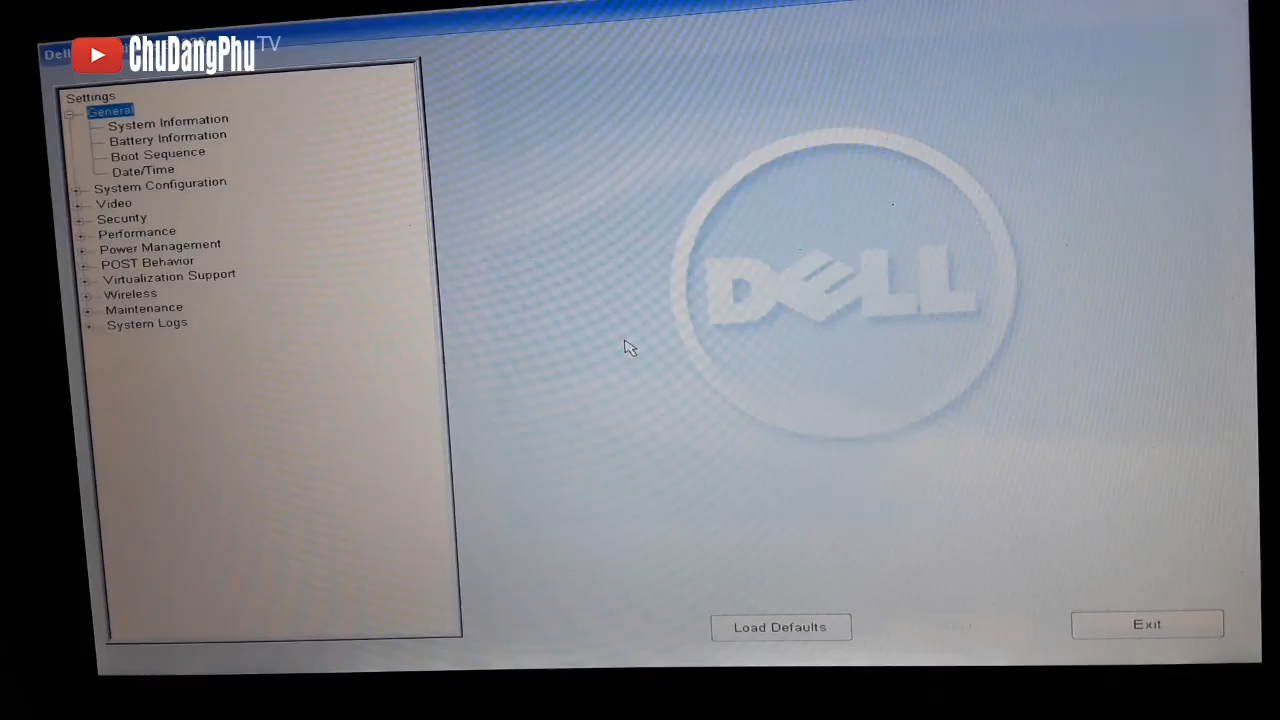 Dell
ChuDangPhu TV
Settings
General
System Information
Battery Information
Boot Sequence
Date/Time
System Configuration
Video
Security
Performance
Power Management
POST Behavior
Virtualization Support
Wireless
Maintenance
System Logs
DELL
Load Defaults
Exit